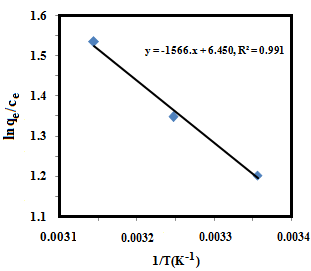 1.6
1.5
1.4
1.3
1.2
1.1
ln qe/ce
y = -1566.x + 6.450, R² = 0.991
0.0031 0.0032 0.0033 0.0034
1/T(K⁻¹)